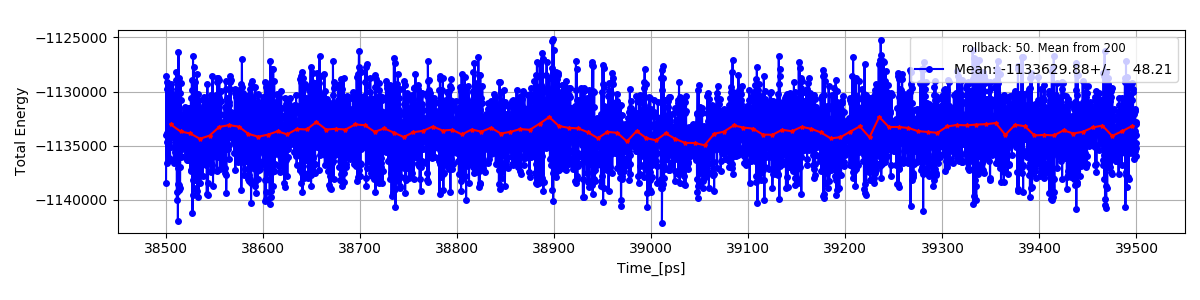 −1125000
−1130000
−1135000
−1140000
Total Energy
rollback: 50. Mean from 200
Mean: -1133629.88+/- 48.21
38500 38600 38700 38800 38900 39000 39100 39200 39300 39400 39500
Time_[ps]